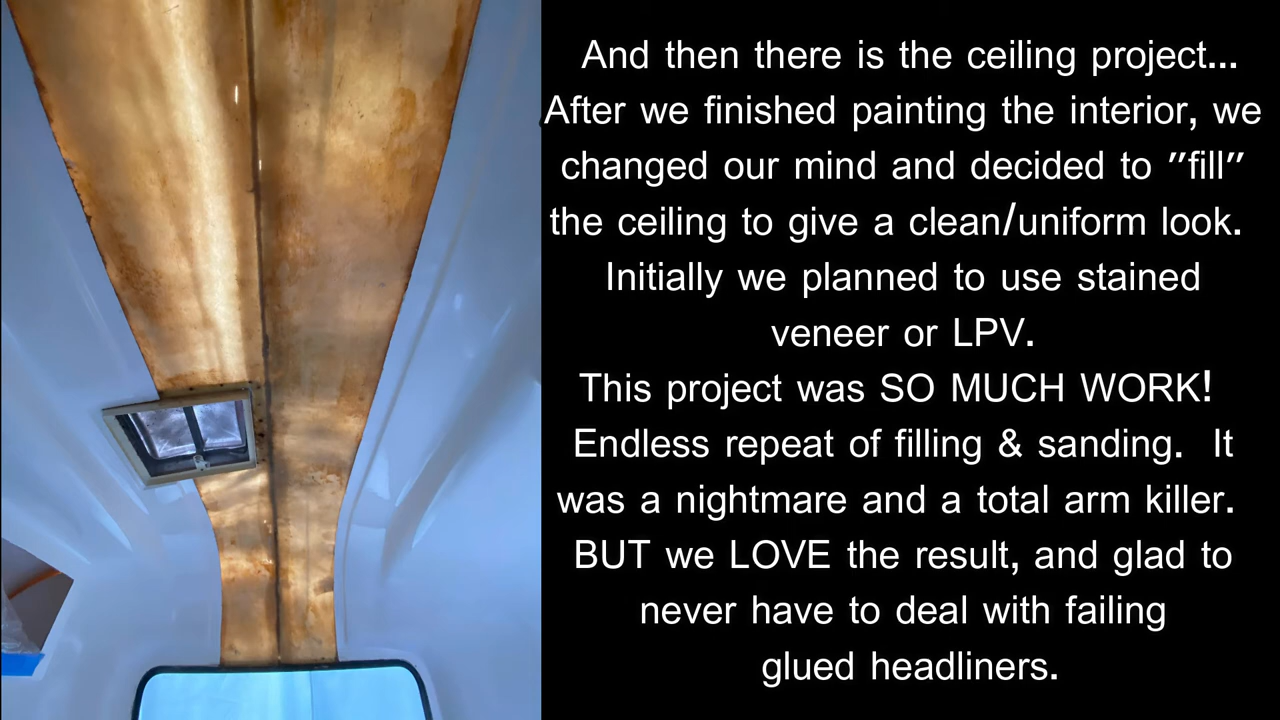 And then there is the ceiling project...
After we finished painting the interior, we
changed our mind and decided to "fill"
the ceiling to give a clean/uniform look.
Initially we planned to use stained
veneer or LPV.
This project was SO MUCH WORK!
Endless repeat of filling & sanding.  It
was a nightmare and a total arm killer.
BUT we LOVE the result, and glad to
never have to deal with failing
glued headliners.